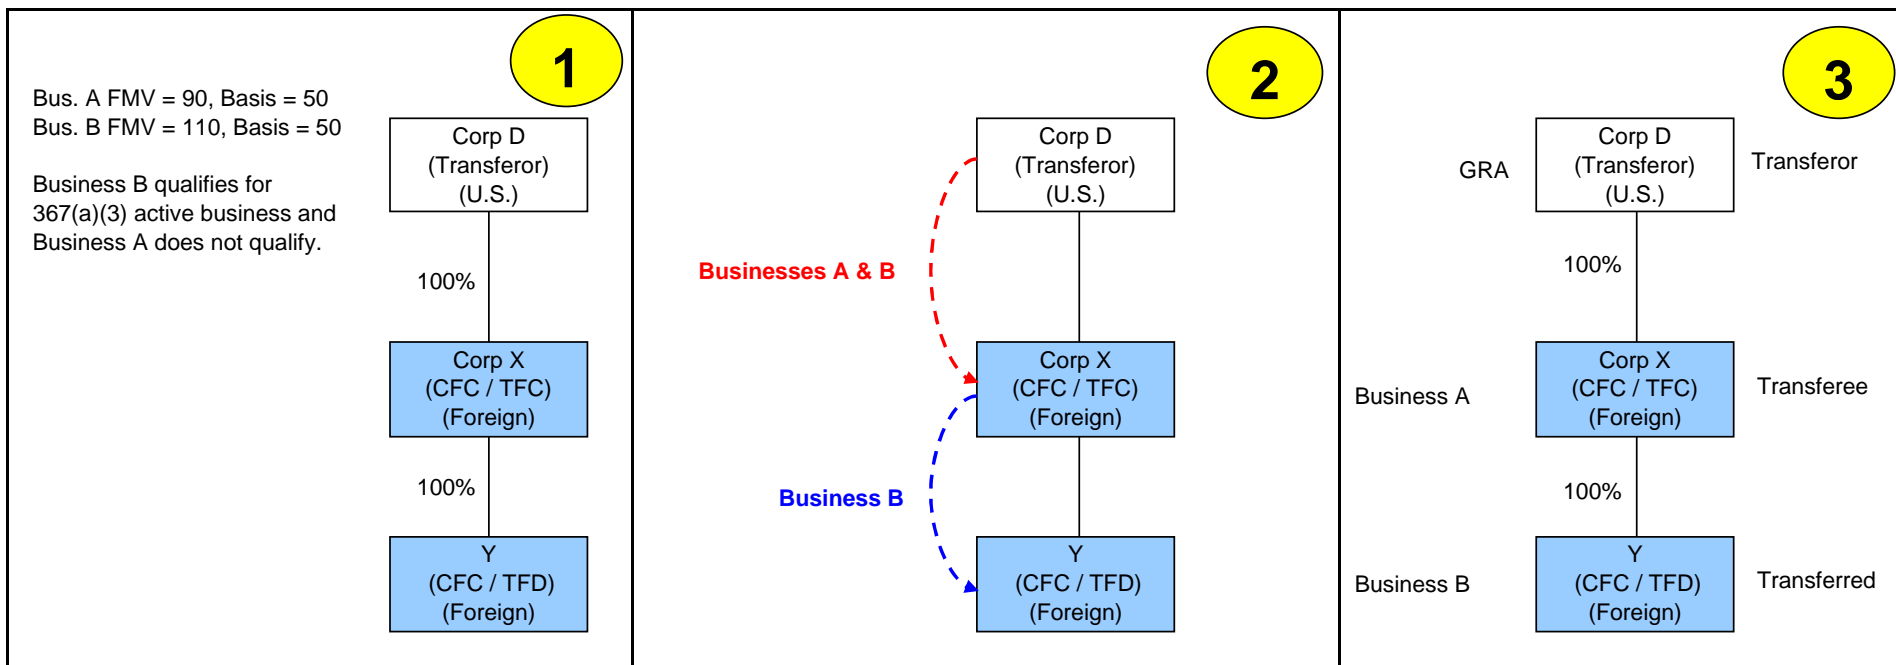 1
Bus. A FMV = 90, Basis = 50
Bus. B FMV = 110, Basis = 50
Business B qualifies for
367(a)(3) active business and
Business A does not qualify.
Corp D
(Transferor)
(U.S.)
100%
Corp X
(CFC / TFC)
(Foreign)
100%
Y
(CFC / TFD)
(Foreign)
2
Corp D
(Transferor)
(U.S.)
Businesses A & B
Corp X
(CFC / TFC)
(Foreign)
Business B
Y
(CFC / TFD)
(Foreign)
3
GRA
Corp D
(Transferor)
(U.S.)
Transferor
100%
Business A
Corp X
(CFC / TFC)
(Foreign)
Transferee
100%
Business B
Y
(CFC / TFD)
(Foreign)
Transferred